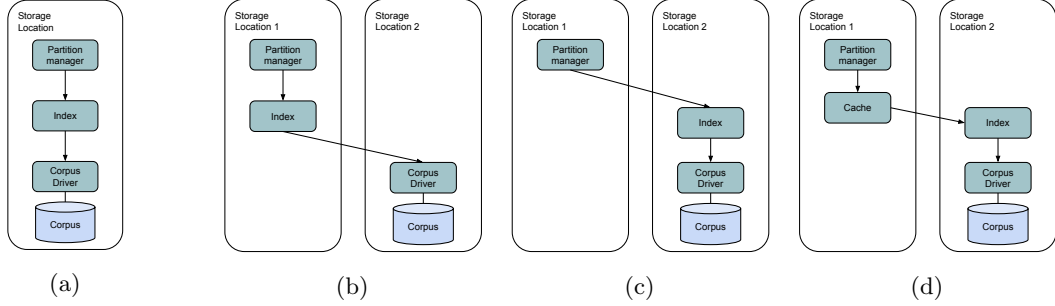 Storage
Location
Partition
manager
Index
Corpus
Driver
Corpus
(a)
Storage
Location 1
Partition
manager
Index
Storage
Location 2
Corpus
Driver
Corpus
(b)
Storage
Location 1
Partition
manager
Storage
Location 2
Index
Corpus
Driver
Corpus
(c)
Storage
Location 1
Partition
manager
Cache
Storage
Location 2
Index
Corpus
Driver
Corpus
(d)